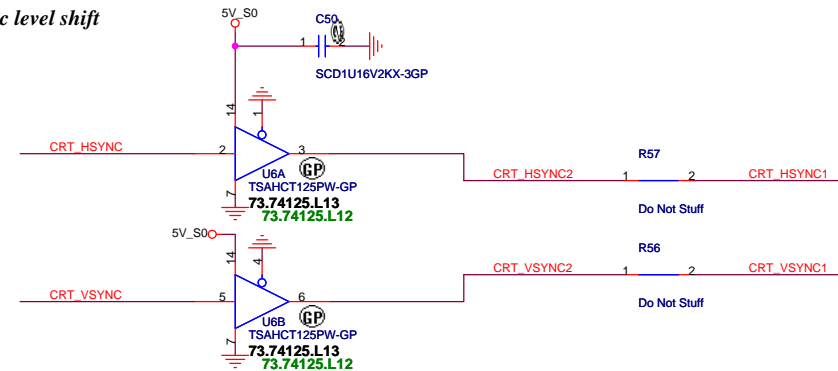 c level shift
5V_S0
C50
1 2
SCD1U16V2KX-3GP
14
1
CRT_HSYNC
2
3
GP
U6A
TSAHCT125PW-GP
7
73.74125.L13
73.74125.L12
R57
CRT_HSYNC2
1
2
CRT_HSYNC1
Do Not Stuff
5V_S0
14
4
CRT_VSYNC
5
6
GP
U6B
TSAHCT125PW-GP
7
73.74125.L13
73.74125.L12
R56
CRT_VSYNC2
1
2
CRT_VSYNC1
Do Not Stuff